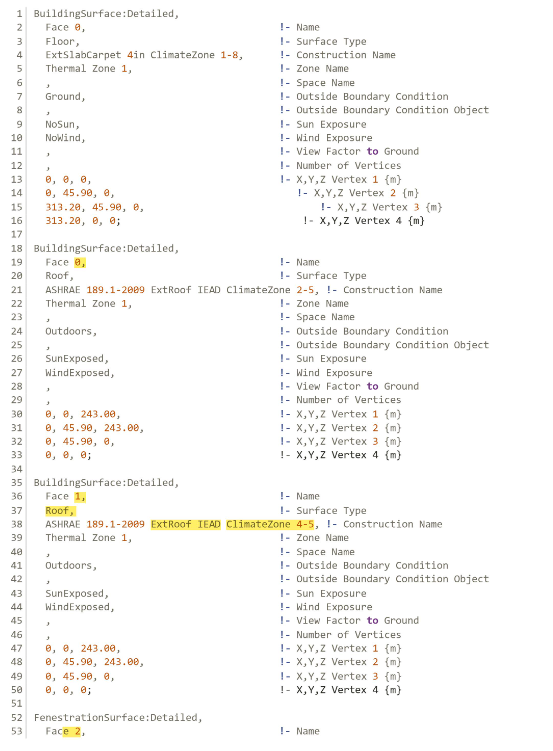 1 BuildingSurface:Detailed,
2 Face 0, !- Name
3 Floor, !- Surface Type
4 ExtSlabCarpet 4in ClimateZone 1-8, !- Construction Name
5 Thermal Zone 1, !- Zone Name
6 , !- Space Name
7 Ground, !- Outside Boundary Condition
8 , !- Outside Boundary Condition Object
9 NoSun, !- Sun Exposure
10 NoWind, !- Wind Exposure
11 , !- View Factor to Ground
12 , !- Number of Vertices
13 0, 0, 0, !- X,Y,Z Vertex 1 {m}
14 0, 45.90, 0, !- X,Y,Z Vertex 2 {m}
15 313.20, 45.90, 0, !- X,Y,Z Vertex 3 {m}
16 313.20, 0, 0; !- X,Y,Z Vertex 4 {m}
17
18 BuildingSurface:Detailed,
19 Face 0, !- Name
20 Roof, !- Surface Type
21 ASHRAE 189.1-2009 ExtRoof IEAD ClimateZone 2-5, !- Construction Name
22 Thermal Zone 1, !- Zone Name
23 , !- Space Name
24 Outdoors, !- Outside Boundary Condition
25 , !- Outside Boundary Condition Object
26 SunExposed, !- Sun Exposure
27 WindExposed, !- Wind Exposure
28 , !- View Factor to Ground
29 , !- Number of Vertices
30 0, 0, 243.00, !- X,Y,Z Vertex 1 {m}
31 0, 45.90, 243.00, !- X,Y,Z Vertex 2 {m}
32 0, 45.90, 0, !- X,Y,Z Vertex 3 {m}
33 0, 0, 0; !- X,Y,Z Vertex 4 {m}
34
35 BuildingSurface:Detailed,
36 Face 1, !- Name
37 Roof, !- Surface Type
38 ASHRAE 189.1-2009 ExtRoof IEAD ClimateZone 4-5, !- Construction Name
39 Thermal Zone 1, !- Zone Name
40 , !- Space Name
41 Outdoors, !- Outside Boundary Condition
42 , !- Outside Boundary Condition Object
43 SunExposed, !- Sun Exposure
44 WindExposed, !- Wind Exposure
45 , !- View Factor to Ground
46 , !- Number of Vertices
47 0, 0, 243.00, !- X,Y,Z Vertex 1 {m}
48 0, 45.90, 243.00, !- X,Y,Z Vertex 2 {m}
49 0, 45.90, 0, !- X,Y,Z Vertex 3 {m}
50 0, 0, 0; !- X,Y,Z Vertex 4 {m}
51
52 FenestrationSurface:Detailed,
53 Face 2, !- Name